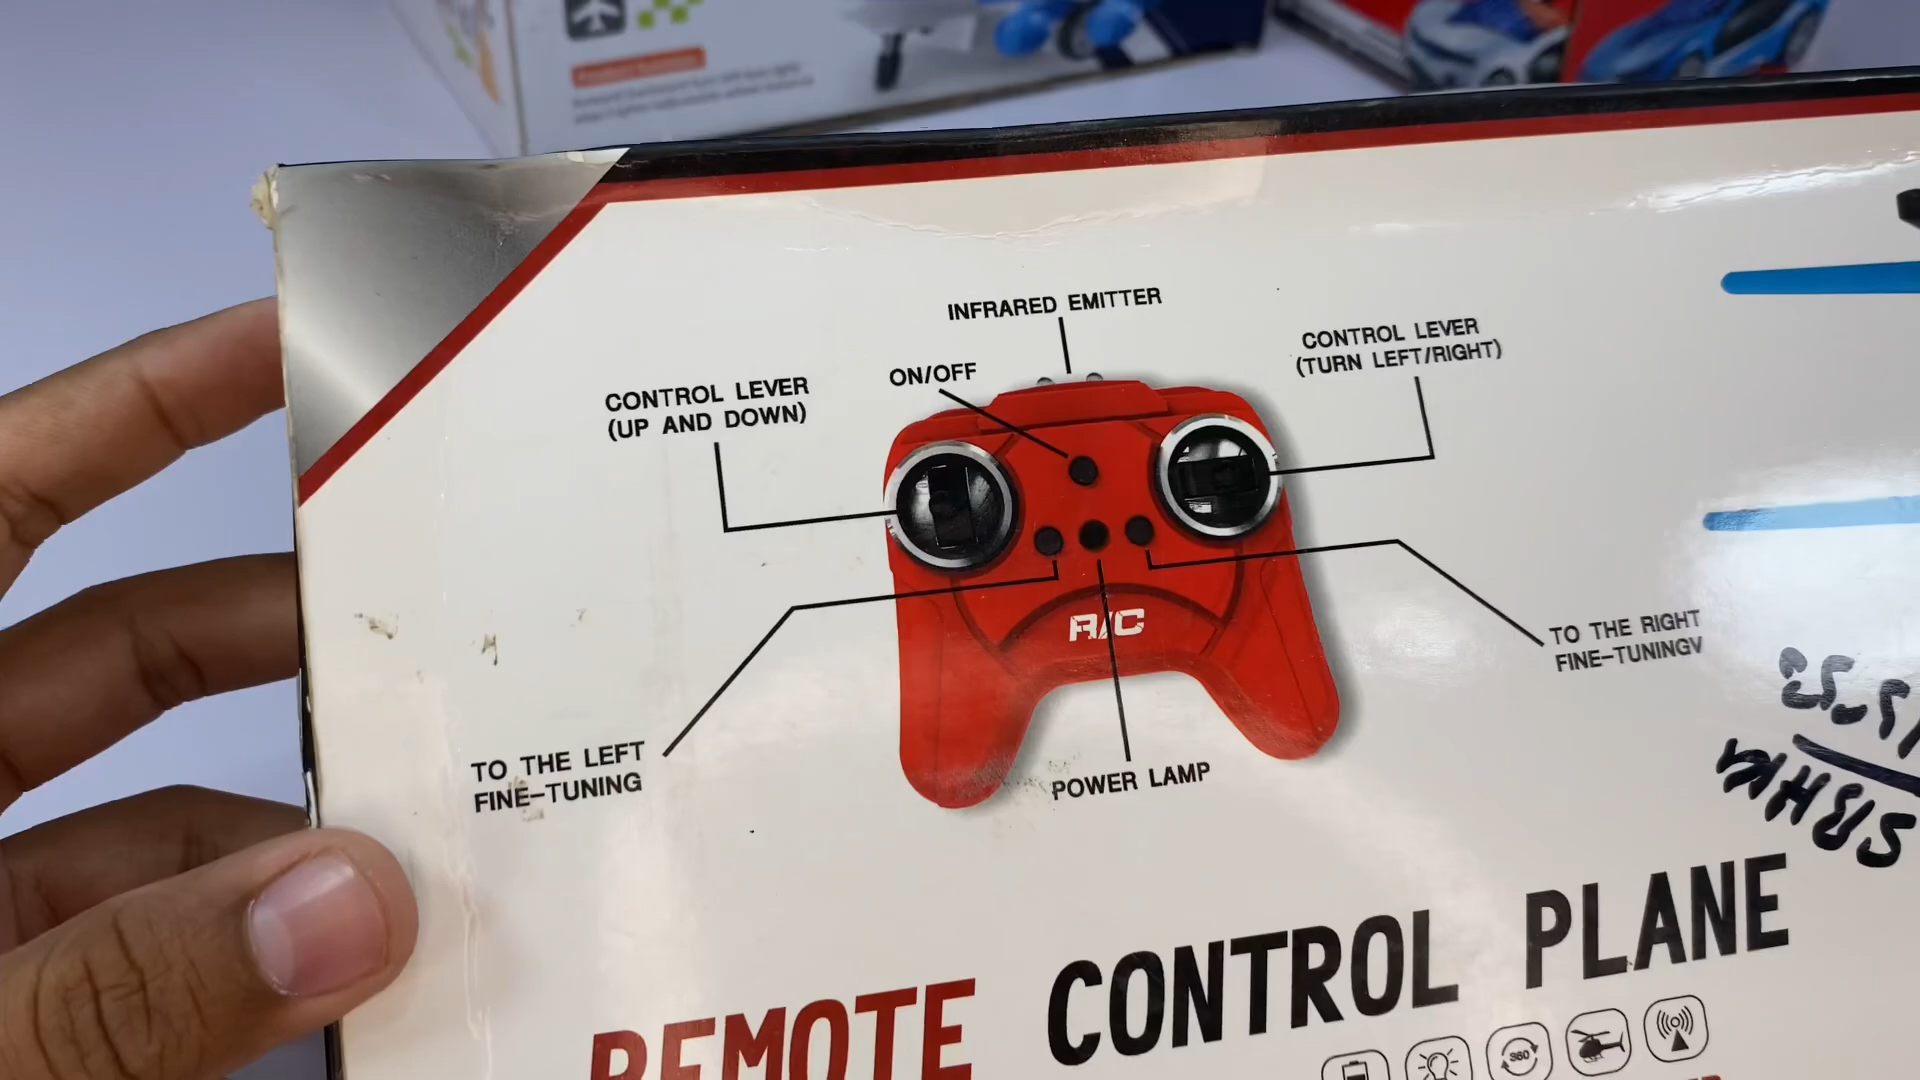 INFRARED EMITTER
CONTROL LEVER
(TURN LEFT/RIGHT)
ON/OFF
CONTROL LEVER
(UP AND DOWN)
R/C
TO THE RIGHT
FINE-TUNINGV
TO THE LEFT
FINE-TUNING
POWER LAMP
REMOTE CONTROL PLANE
360